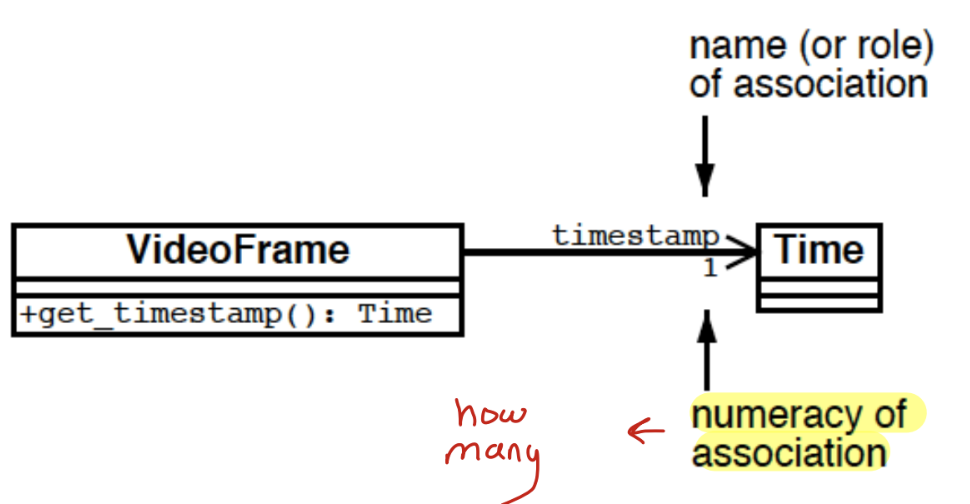 name (or role)
of association
timestamp
VideoFrame
Time
1
+get_timestamp(): Time
how
many
numeracy of
association